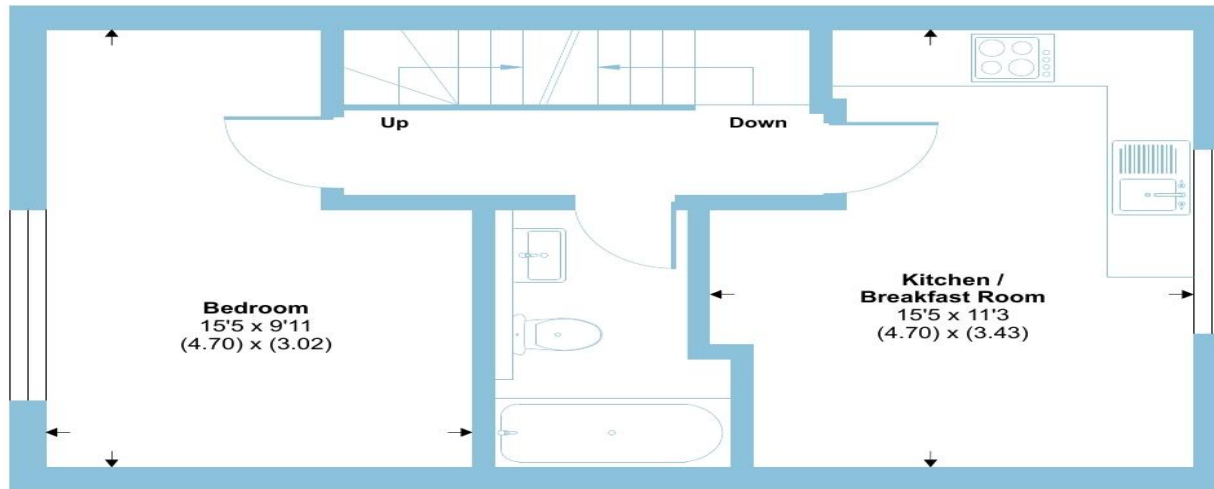 Up
Down
Bedroom
15'5 x 9'11
(4.70) x (3.02)
Kitchen /
Breakfast Room
15'5 x 11'3
(4.70) x (3.43)